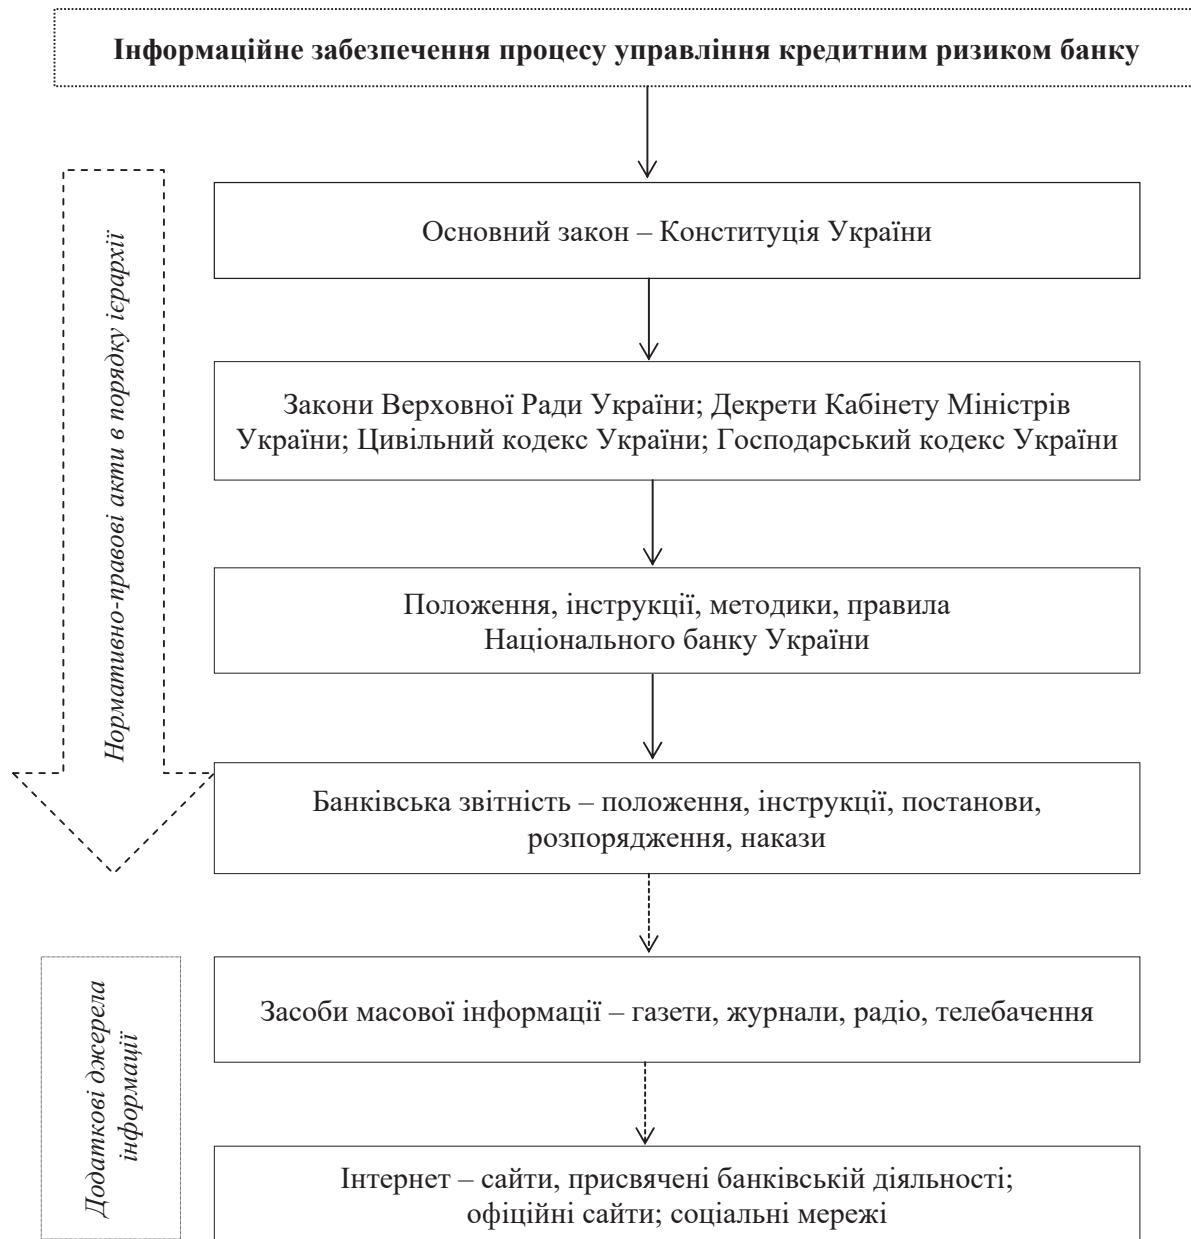 Інформаційне забезпечення процесу управління кредитним ризиком банку
Нормативно-правові акти в порядку ієрархії
Основний закон – Конституція України
Закони Верховної Ради України; Декрети Кабінету Міністрів
України; Цивільний кодекс України; Господарський кодекс України
Положення, інструкції, методики, правила
Національного банку України
Банківська звітність – положення, інструкції, постанови,
розпорядження, накази
Додаткові джерела
інформації
Засоби масової інформації – газети, журнали, радіо, телебачення
Інтернет – сайти, присвячені банківській діяльності;
офіційні сайти; соціальні мережі